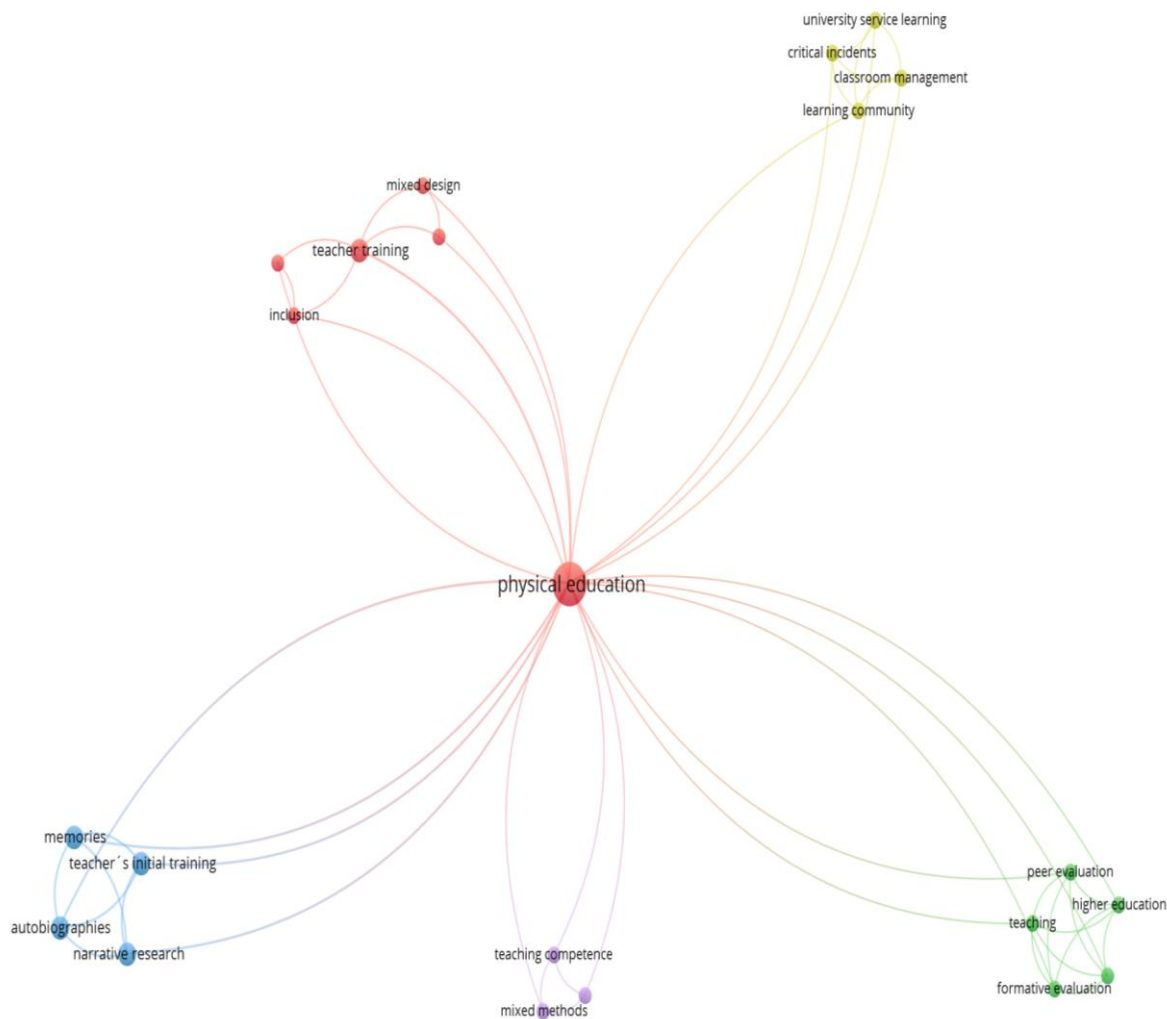 university service learning
critical incidents
classroom management
learning community
mixed design
teacher training
inclusion
physical education
memories
teacher´s initial training
autobiographies
narrative research
teaching competence
mixed methods
peer evaluation
higher education
teaching
formative evaluation